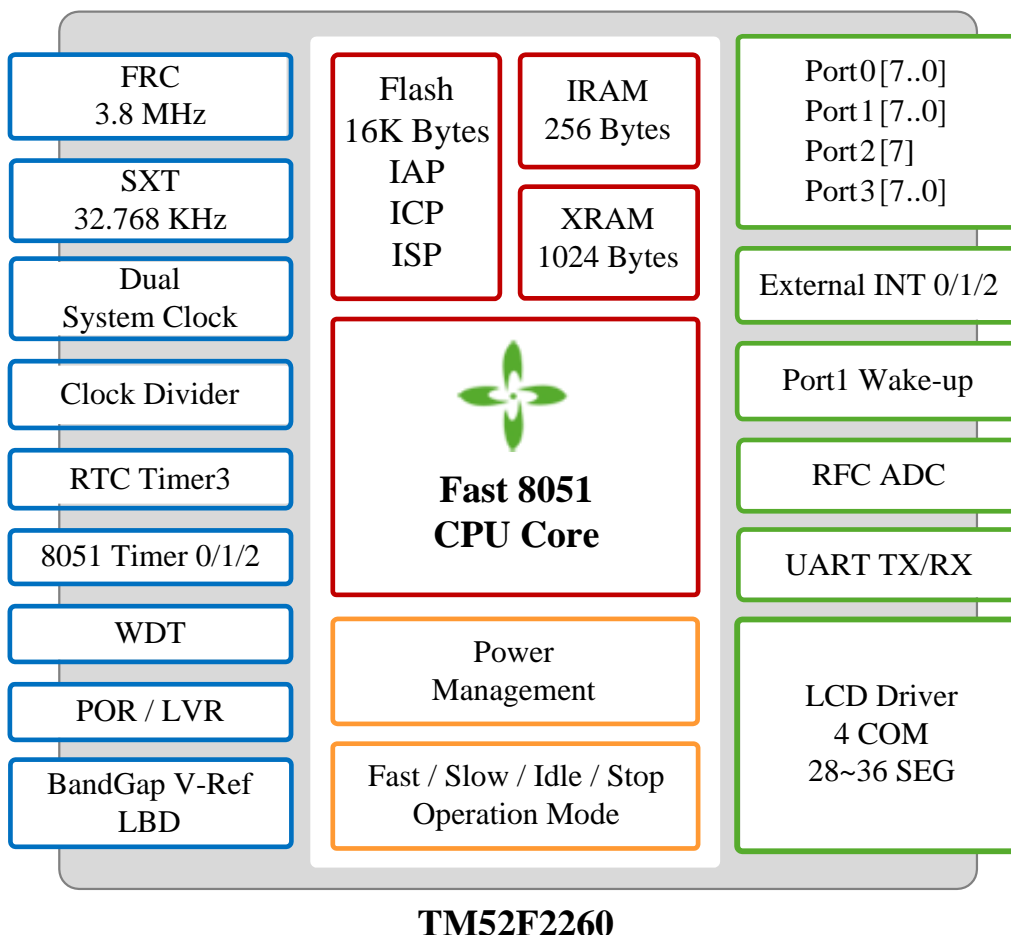 FRC
3.8 MHz
SXT
32.768 KHz
Dual
System Clock
Clock Divider
RTC Timer3
8051 Timer 0/1/2
WDT
POR / LVR
BandGap V-Ref
LBD
Flash
16K Bytes
IAP
ICP
ISP
IRAM
256 Bytes
XRAM
1024 Bytes
Fast 8051
CPU Core
Power
Management
Fast / Slow / Idle / Stop
Operation Mode
Port0[7..0]
Port1[7..0]
Port2[7]
Port3[7..0]
External INT 0/1/2
Port1 Wake-up
RFC ADC
UART TX/RX
LCD Driver
4 COM
28~36 SEG
TM52F2260